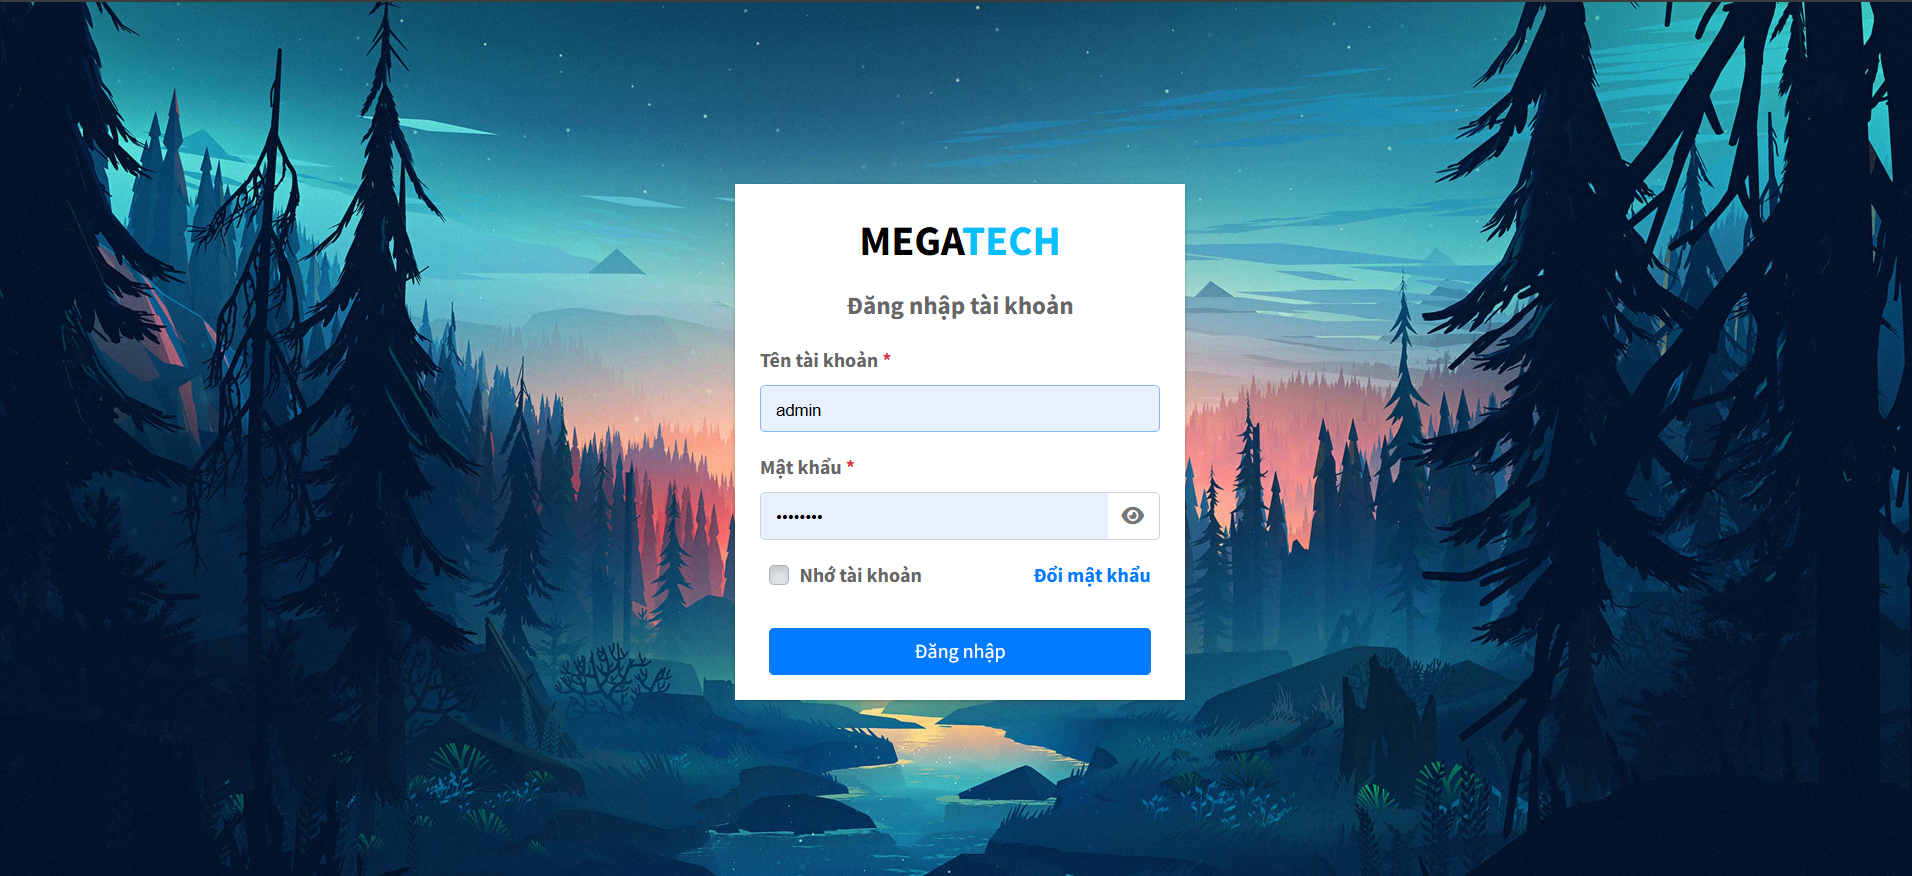 MEGATECH
Đăng nhập tài khoản
Tên tài khoản *
admin
Mật khẩu *
••••••••
Nhớ tài khoản Đổi mật khẩu
Đăng nhập